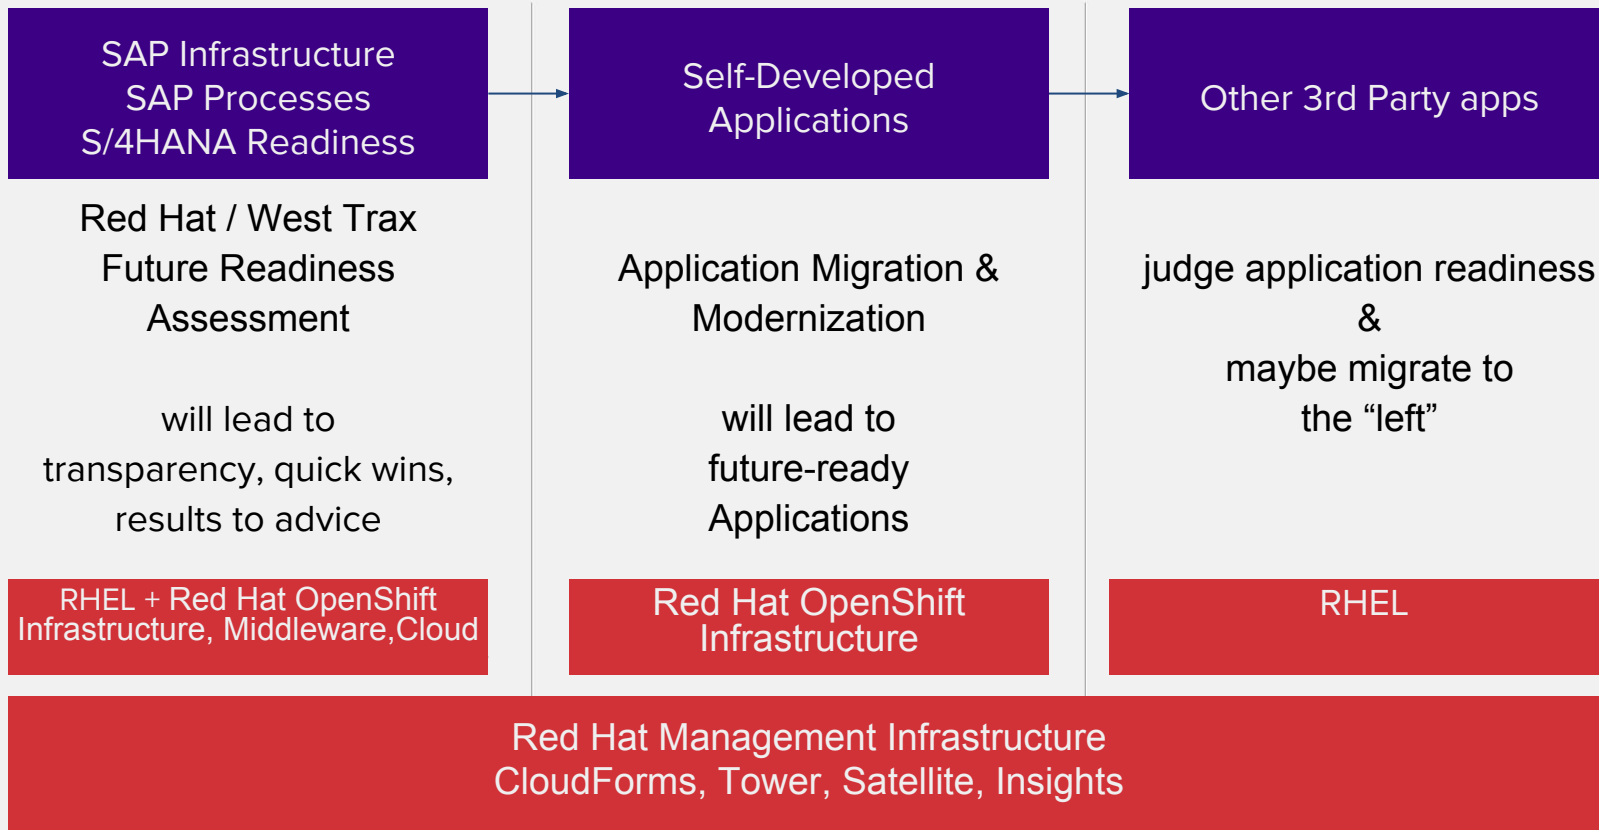 SAP Infrastructure
SAP Processes
S/4HANA Readiness
Red Hat / West Trax
Future Readiness
Assessment
will lead to
transparency, quick wins,
results to advice
RHEL + Red Hat OpenShift
Infrastructure, Middleware,Cloud
Self-Developed
Applications
Application Migration &
Modernization
will lead to
future-ready
Applications
Red Hat OpenShift
Infrastructure
Other 3rd Party apps
judge application readiness
&
maybe migrate to
the “left”
RHEL
Red Hat Management Infrastructure
CloudForms, Tower, Satellite, Insights